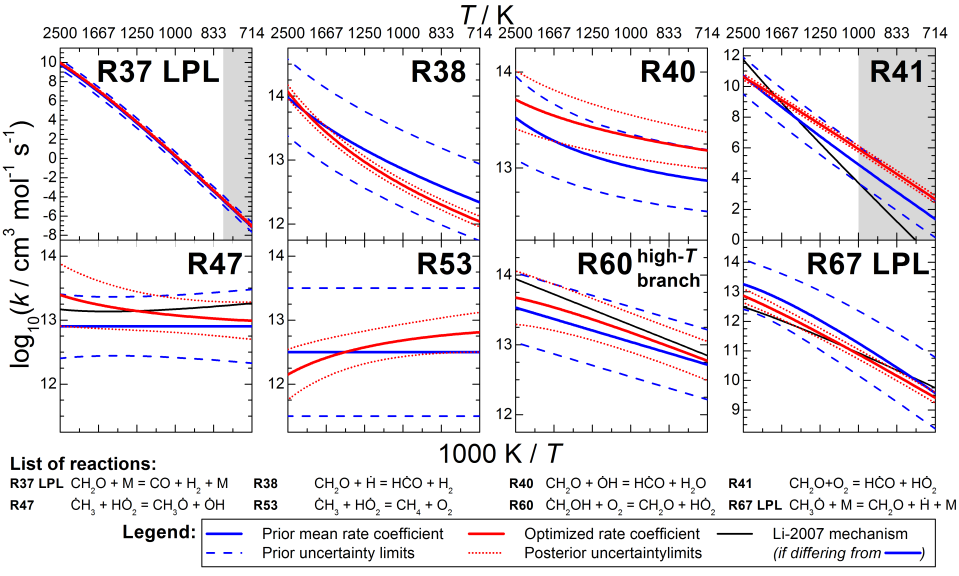 T / K
2500 1667 1250 1000 833 714
2500 1667 1250 1000 833 714
2500 1667 1250 1000 833 714
2500 1667 1250 1000 833 714
log10(k / cm3 mol-1 s-1)
R37 LPL
10
8
6
4
2
0
-2
-4
-6
-8
R38
14
13
12
R40
14
13
R41
12
10
8
6
4
2
0
R47
14
13
12
R53
14
13
12
R60 high-T
branch
14
13
12
R67 LPL
14
13
12
11
10
9
1000 K / T
List of reactions:
R37 LPL CH2O + M = CO + H2 + M
R38 CH2O + Ḣ = HĊO + H2
R40 CH2O + ȮH = HĊO + H2O
R41 CH2O+O2 = HĊO + HȮ2
R47 ĊH3 + HȮ2 = CH3Ȯ + ȮH
R53 ĊH3 + HȮ2 = CH4 + O2
R60 ĊH2OH + O2 = CH2O + HȮ2
R67 LPL CH3Ȯ + M = CH2O + Ḣ + M
Legend:
Prior mean rate coefficient
Optimized rate coefficient
Li-2007 mechanism
Prior uncertainty limits
Posterior uncertaintylimits
(if differing from )